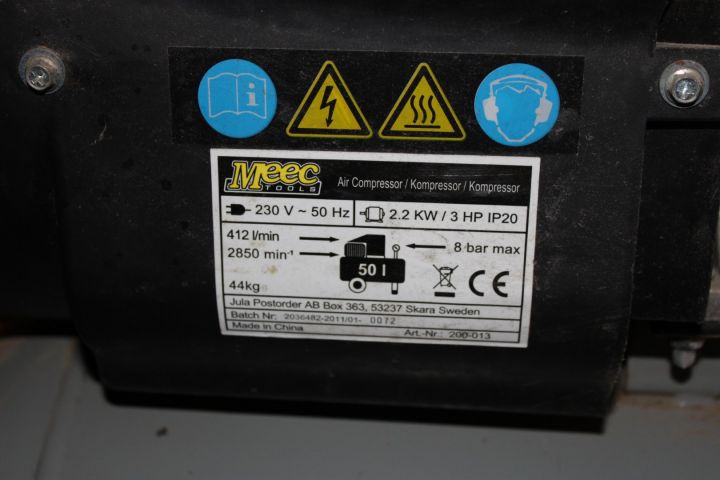 i
Meec
TOOLS
Air Compressor / Kompressor / Kompressor
230 V ~ 50 Hz
2.2 KW / 3 HP IP20
412 l/min
8 bar max
2850 min⁻¹
50 l
CE
44kg
Jula Postorder AB Box 363, 53237 Skara Sweden
Batch Nr: 2036482-2011/01- 0072
Made in China
Art.-Nr.: 200-013